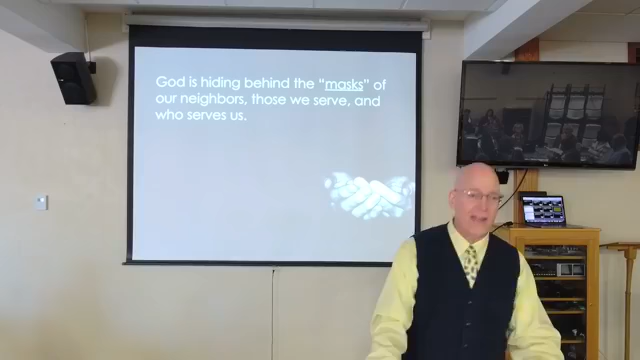 God is hiding behind the “masks” of
our neighbors, those we serve, and
who serves us.